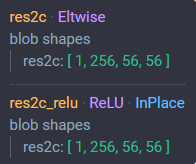 res2c · Eltwise
blob shapes
res2c: [ 1, 256, 56, 56 ]
res2c_relu · ReLU · InPlace
blob shapes
res2c: [ 1, 256, 56, 56 ]